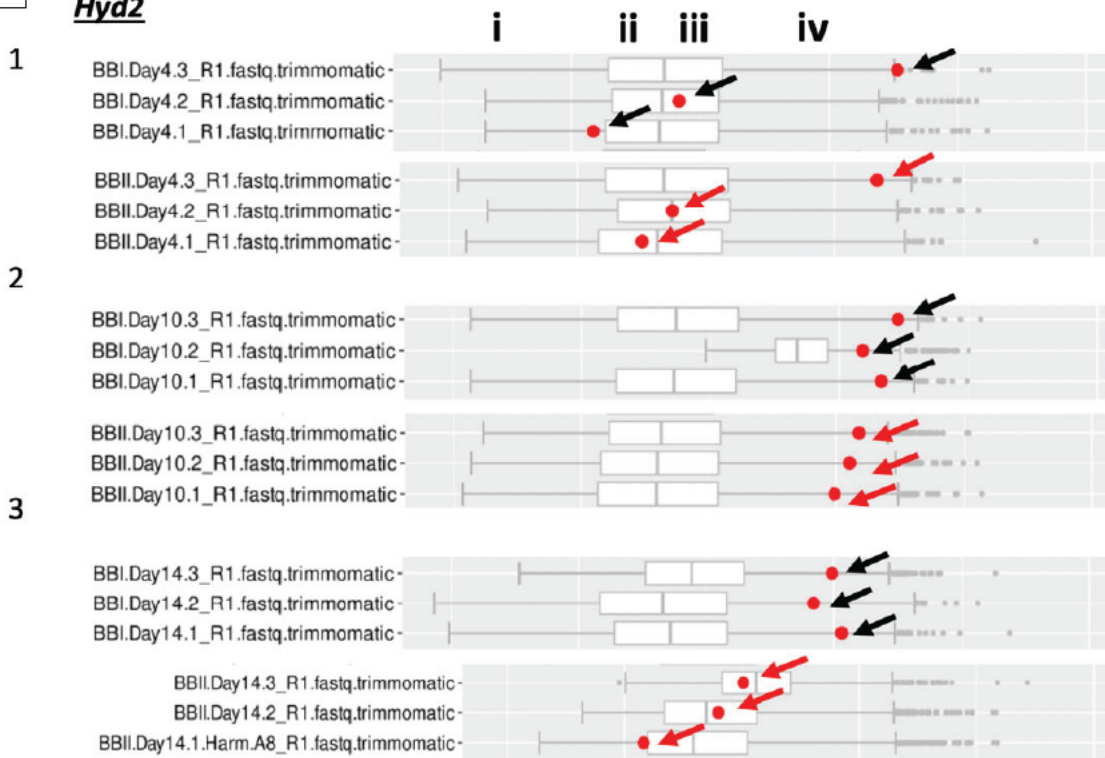 Hyd2
i ii iii iv
1
BBI.Day4.3_R1.fastq.trimmomatic
BBI.Day4.2_R1.fastq.trimmomatic
BBI.Day4.1_R1.fastq.trimmomatic
BBII.Day4.3_R1.fastq.trimmomatic
BBII.Day4.2_R1.fastq.trimmomatic
BBII.Day4.1_R1.fastq.trimmomatic
2
BBI.Day10.3_R1.fastq.trimmomatic
BBI.Day10.2_R1.fastq.trimmomatic
BBI.Day10.1_R1.fastq.trimmomatic
BBII.Day10.3_R1.fastq.trimmomatic
BBII.Day10.2_R1.fastq.trimmomatic
BBII.Day10.1_R1.fastq.trimmomatic
3
BBI.Day14.3_R1.fastq.trimmomatic
BBI.Day14.2_R1.fastq.trimmomatic
BBI.Day14.1_R1.fastq.trimmomatic
BBII.Day14.3_R1.fastq.trimmomatic
BBII.Day14.2_R1.fastq.trimmomatic
BBII.Day14.1.Harm.A8_R1.fastq.trimmomatic